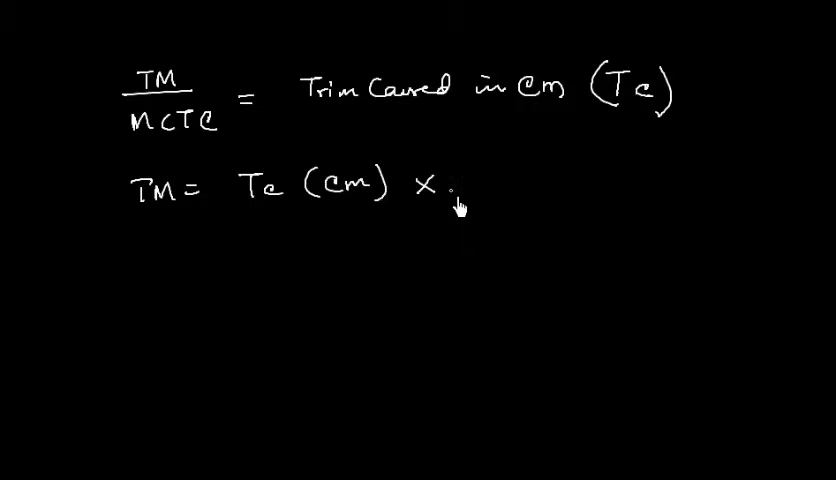 TM / MCTC = Trim Caused in cm (Tc)
TM = Tc (cm) × .